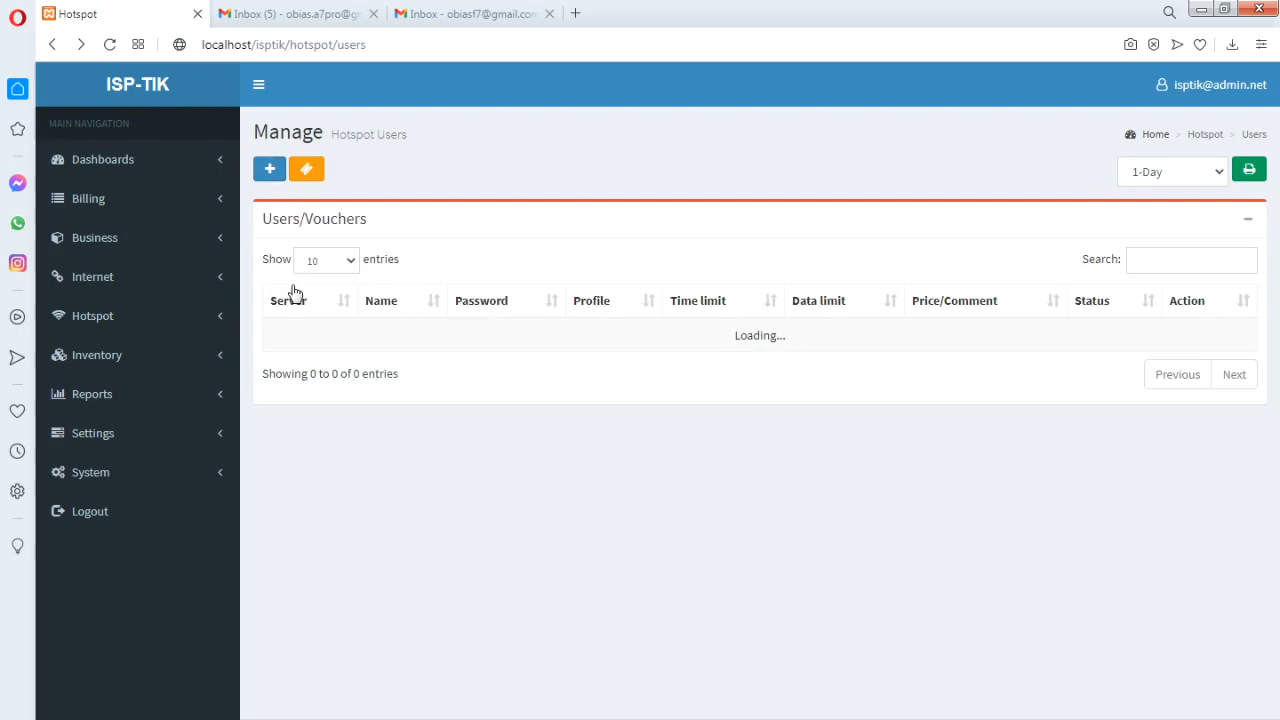 Hotspot
Inbox (5) - obias.a7pro@gr
Inbox - obiasf7@gmail.com
localhost/isptik/hotspot/users
ISP-TIK
isptik@admin.net
MAIN NAVIGATION
Dashboards
Billing
Business
Internet
Hotspot
Inventory
Reports
Settings
System
Logout
Manage Hotspot Users
Home > Hotspot > Users
1-Day
Users/Vouchers
Show 10 entries
Search:
Server Name Password Profile Time limit Data limit Price/Comment Status Action
Loading...
Showing 0 to 0 of 0 entries
Previous Next